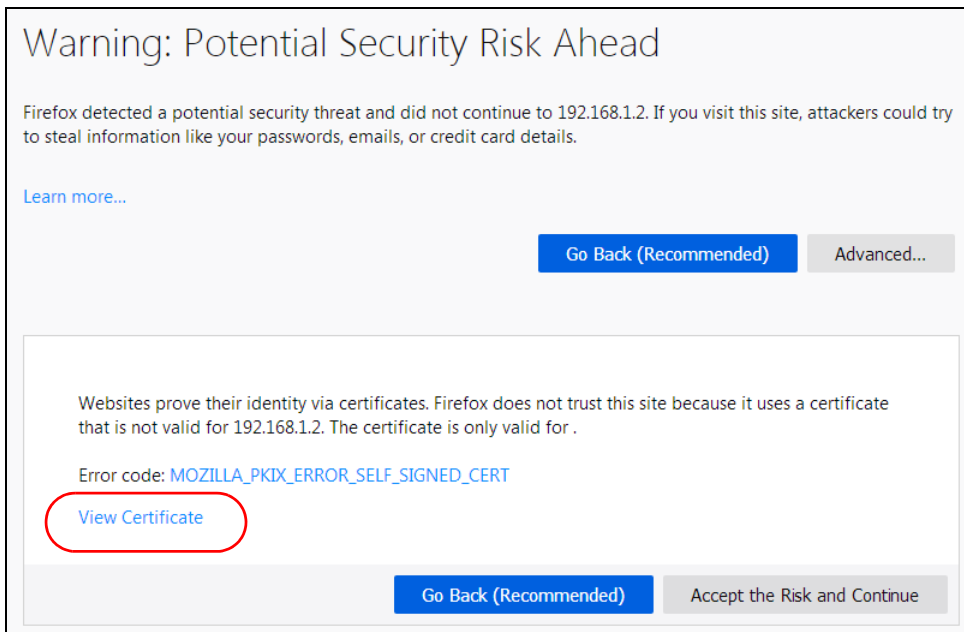 Warning: Potential Security Risk Ahead
Firefox detected a potential security threat and did not continue to 192.168.1.2. If you visit this site, attackers could try
to steal information like your passwords, emails, or credit card details.
Learn more...
Go Back (Recommended)
Advanced...
Websites prove their identity via certificates. Firefox does not trust this site because it uses a certificate
that is not valid for 192.168.1.2. The certificate is only valid for .
Error code: MOZILLA_PKIX_ERROR_SELF_SIGNED_CERT
View Certificate
Go Back (Recommended)
Accept the Risk and Continue